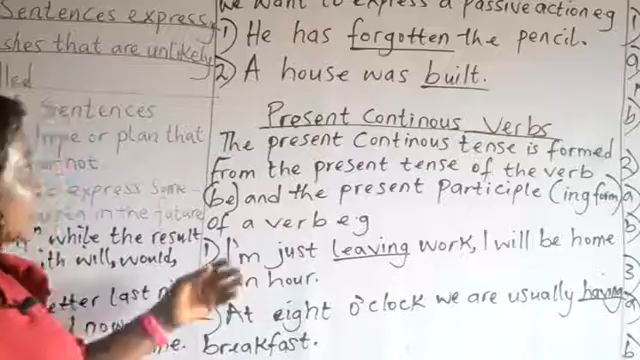 Sentences express
shes that are unlikely
lled
Sentences
hope or plan that
not
express some-
in the future
while the result
ith will, would,
etter last
now
we want to express a passive action eg
1) He has forgotten the pencil.
2) A house was built.
Present Continous Verbs
The present Continous tense is formed
from the present tense of the verb
(be) and the present participle (ing form)
of a verb e.g
1) I'm just leaving work, I will be home
in hour.
2) At eight o'clock we are usually having
breakfast.